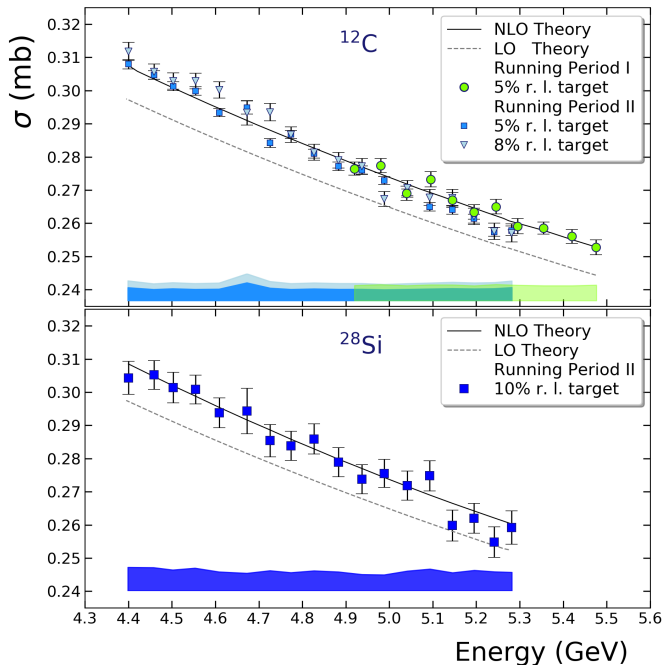 σ (mb)
0.32
0.31
0.30
0.29
0.28
0.27
0.26
0.25
0.24
¹²C
NLO Theory
LO Theory
Running Period I
5% r. l. target
Running Period II
5% r. l. target
8% r. l. target
0.32
0.31
0.30
0.29
0.28
0.27
0.26
0.25
0.24
²⁸Si
NLO Theory
LO Theory
Running Period II
10% r. l. target
4.3 4.4 4.5 4.6 4.7 4.8 4.9 5.0 5.1 5.2 5.3 5.4 5.5 5.6
Energy (GeV)